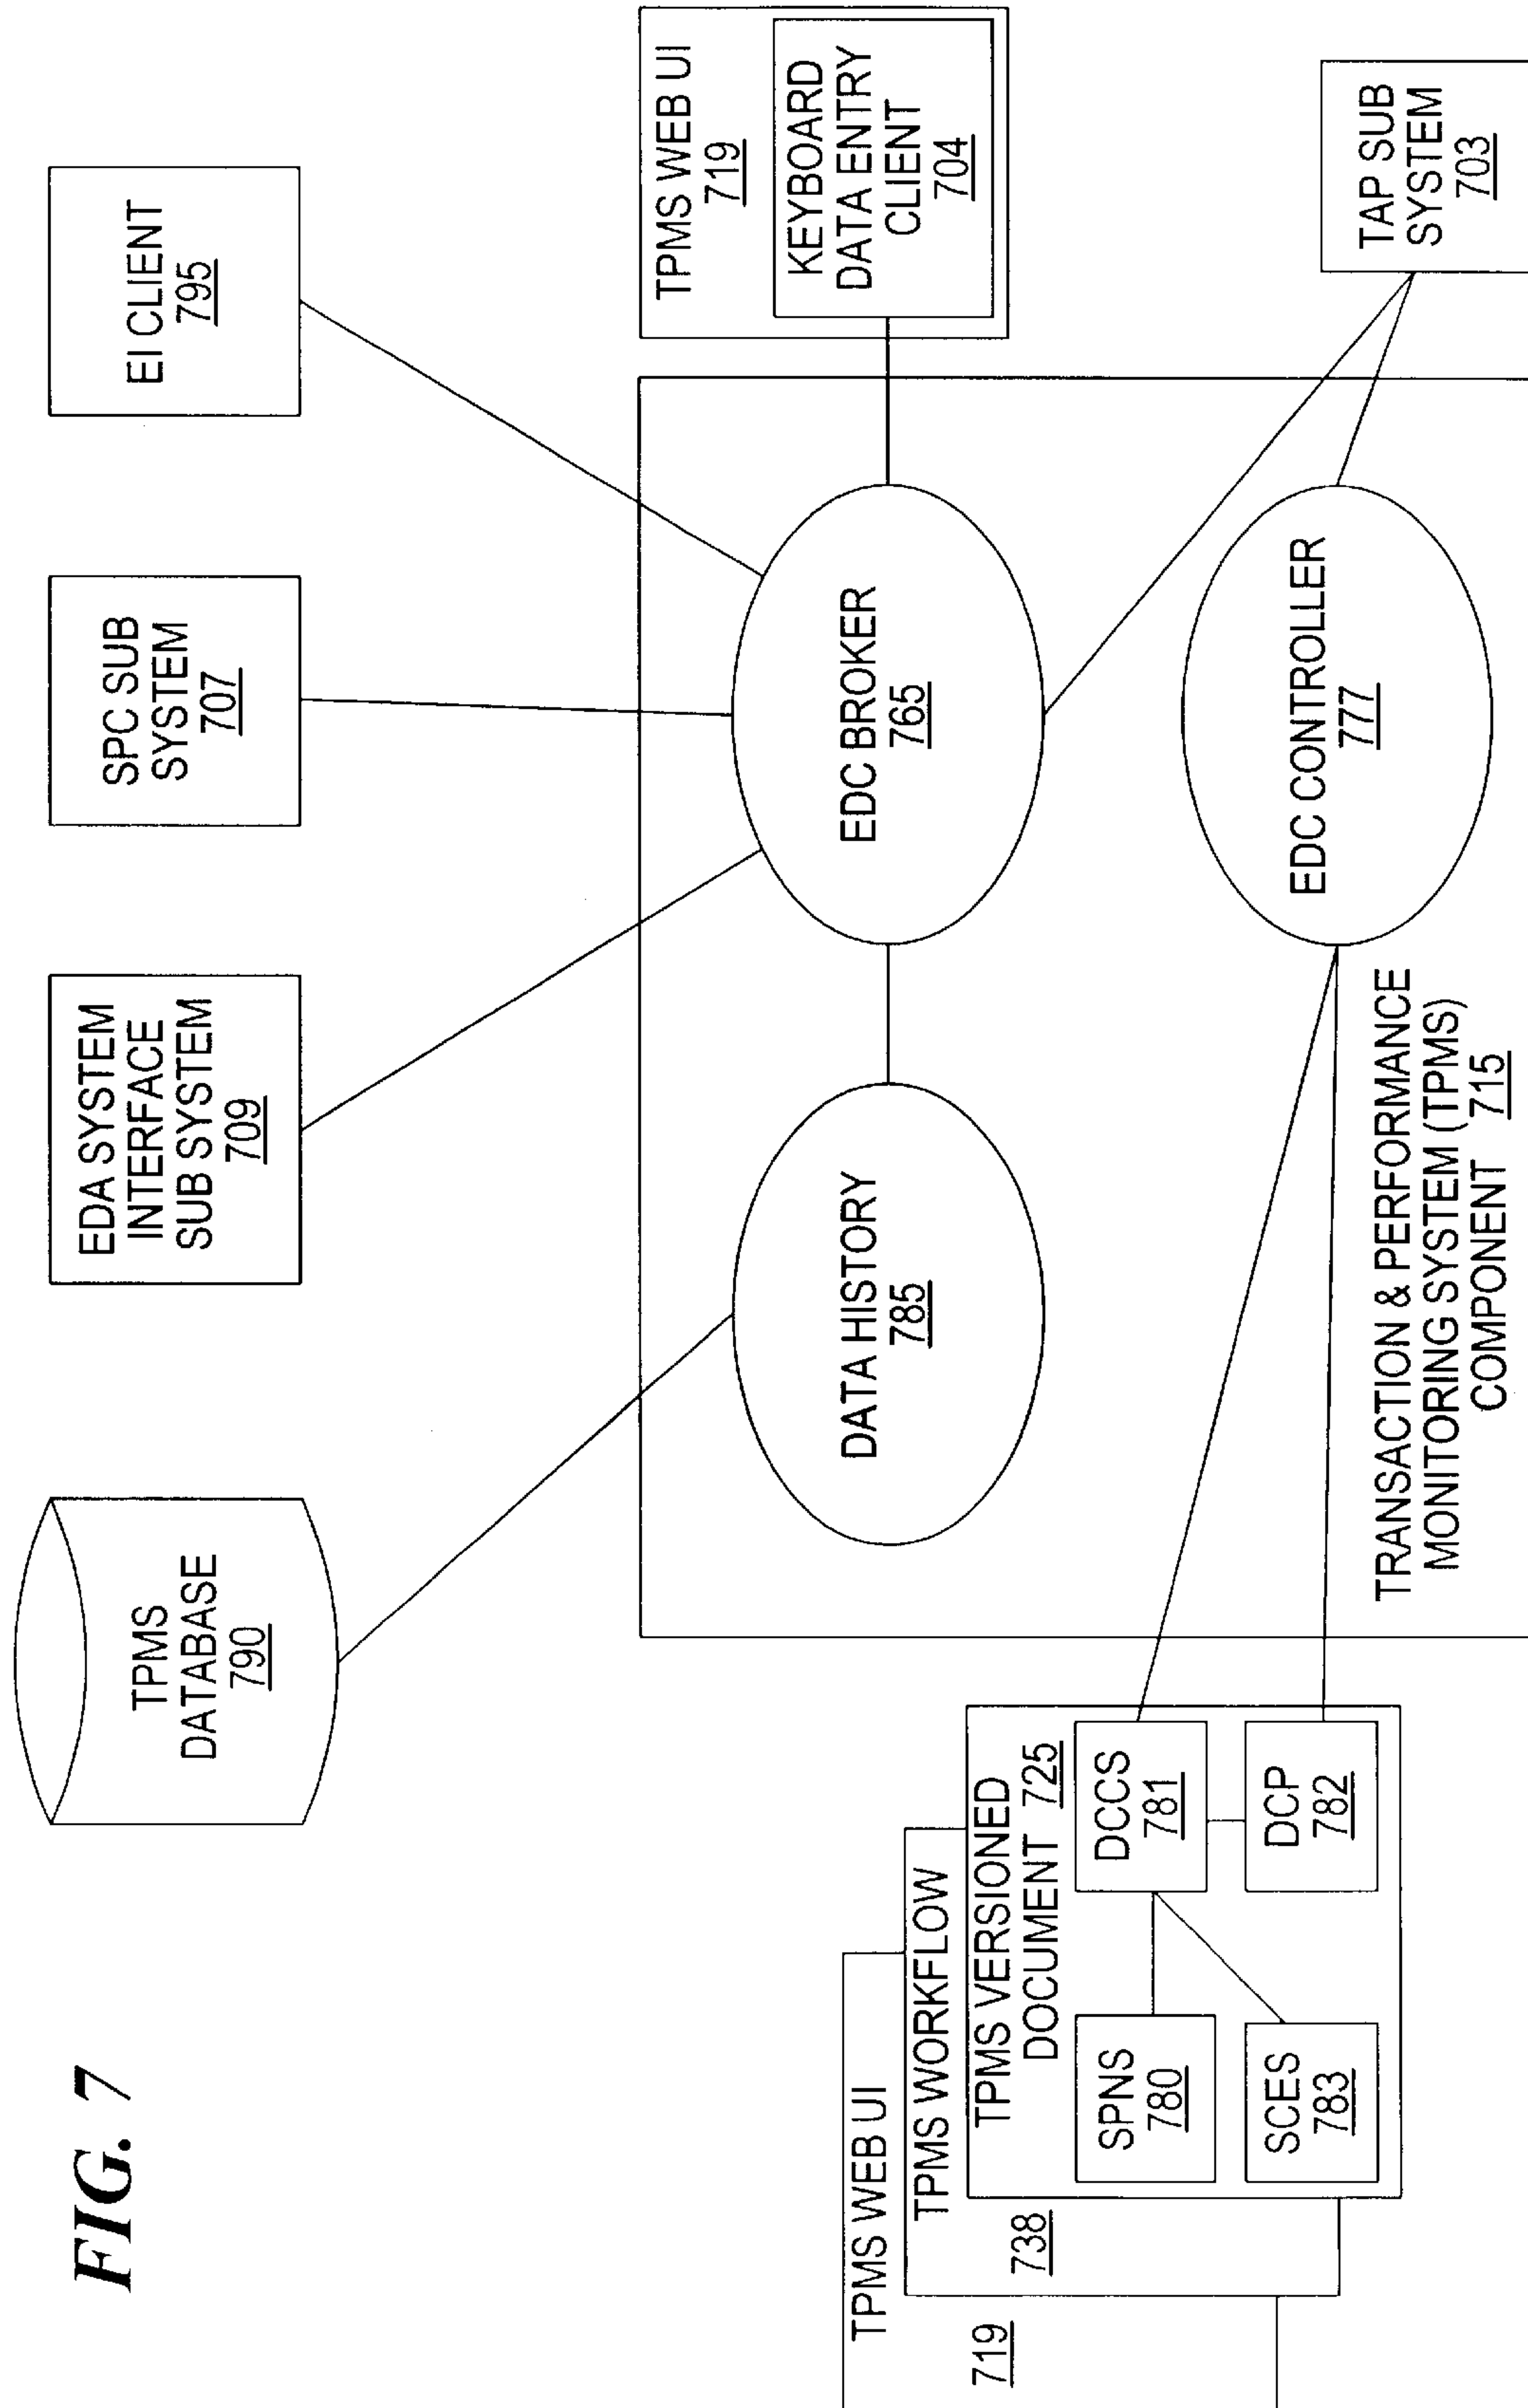 FIG. 7
TPMS
DATABASE
790
EDA SYSTEM
INTERFACE
SUB SYSTEM
709
SPC SUB
SYSTEM
707
EI CLIENT
795
TPMS WEB UI
719
KEYBOARD
DATA ENTRY
CLIENT
704
DATA HISTORY
785
EDC BROKER
765
EDC CONTROLLER
777
TAP SUB
SYSTEM
703
TRANSACTION & PERFORMANCE
MONITORING SYSTEM (TPMS)
COMPONENT 715
TPMS WEB UI
719
TPMS WORKFLOW
738
TPMS VERSIONED
DOCUMENT 725
SPNS
780
DCCS
781
SCES
783
DCP
782